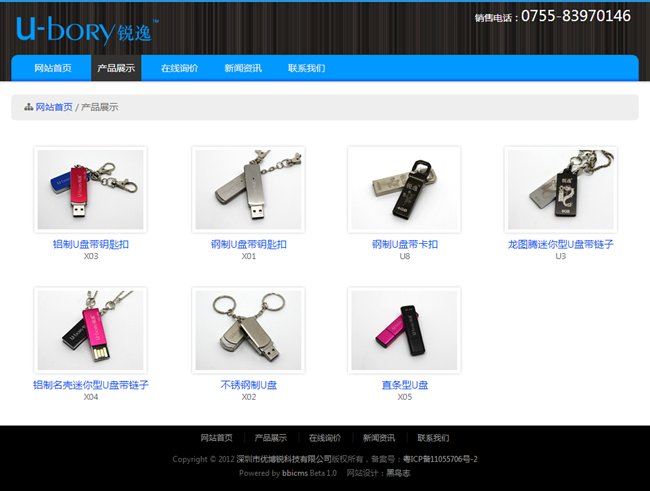 u-bory锐逸™
销售电话：0755-83970146
网站首页 产品展示 在线询价 新闻资讯 联系我们
网站首页 / 产品展示
铝制U盘带钥匙扣 钢制U盘带钥匙扣 钢制U盘带卡扣 龙图腾迷你型U盘带链子
X03 X01 U8 U3
铝制名壳迷你型U盘带链子 不锈钢制U盘 直条型U盘
X04 X02 X05
网站首页 产品展示 在线询价 新闻资讯 联系我们
Copyright © 2012 深圳市优博锐科技有限公司版权所有，备案号：粤ICP备11055706号-2
Powered by bbicms Beta 1.0 网站设计：黑鸟志